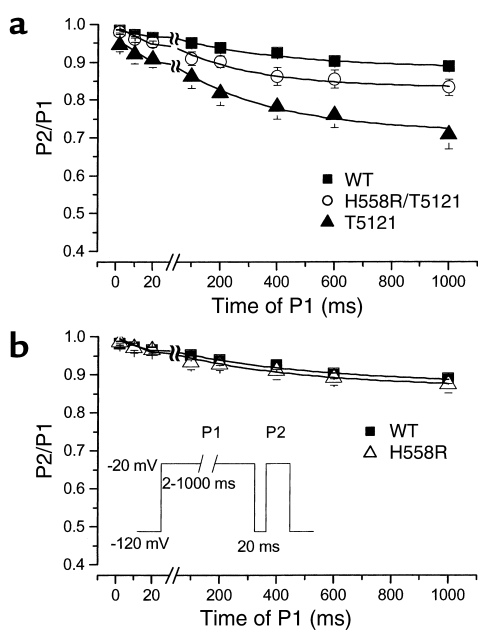 a
1.0
0.9
0.8
0.7
0.6
0.5
0.4
P2/P1
WT
H558R/T5121
T5121
0 20 200 400 600 800 1000
Time of P1 (ms)
b
1.0
0.9
0.8
0.7
0.6
0.5
0.4
P2/P1
WT
H558R
P1 P2
-20 mV
2-1000 ms
-120 mV
20 ms
0 20 200 400 600 800 1000
Time of P1 (ms)